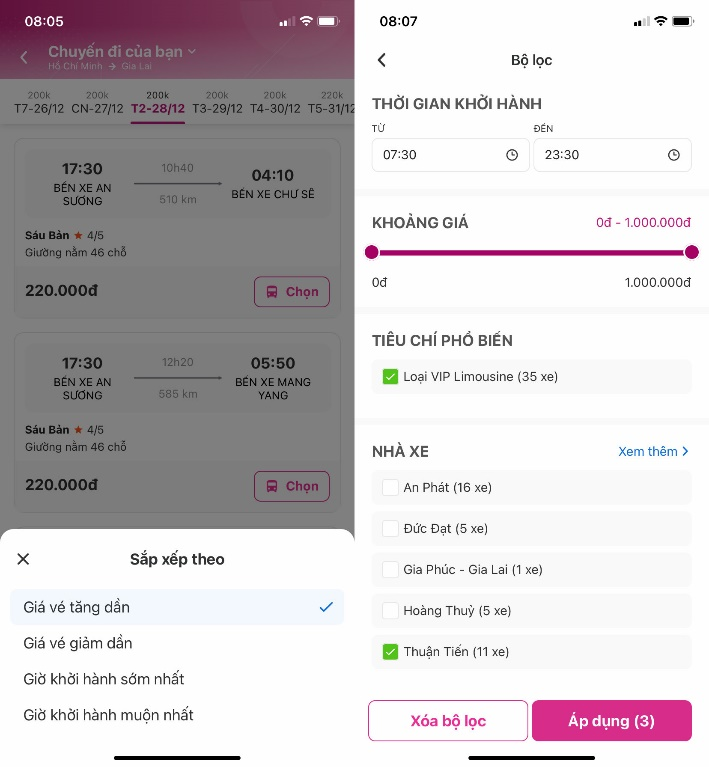 08:05
Chuyến đi của bạn
Hồ Chí Minh → Gia Lai
200k 200k 200k 200k 200k 220k
T7-26/12 CN-27/12 T2-28/12 T3-29/12 T4-30/12 T5-31/12
17:30 10h40 04:10
BẾN XE AN SƯƠNG 510 km BẾN XE CHƯ SÊ
Sáu Bản ★ 4/5
Giường nằm 46 chỗ
220.000đ Chọn
17:30 12h20 05:50
BẾN XE AN SƯƠNG 585 km BẾN XE MANG YANG
Sáu Bản ★ 4/5
Giường nằm 46 chỗ
220.000đ Chọn
Sắp xếp theo
Giá vé tăng dần
Giá vé giảm dần
Giờ khởi hành sớm nhất
Giờ khởi hành muộn nhất
08:07
Bộ lọc
THỜI GIAN KHỞI HÀNH
TỪ ĐẾN
07:30 23:30
KHOẢNG GIÁ 0đ - 1.000.000đ
0đ 1.000.000đ
TIÊU CHÍ PHỔ BIẾN
Loại VIP Limousine (35 xe)
NHÀ XE Xem thêm
An Phát (16 xe)
Đức Đạt (5 xe)
Gia Phúc - Gia Lai (1 xe)
Hoàng Thuỷ (5 xe)
Thuận Tiến (11 xe)
Xóa bộ lọc Áp dụng (3)